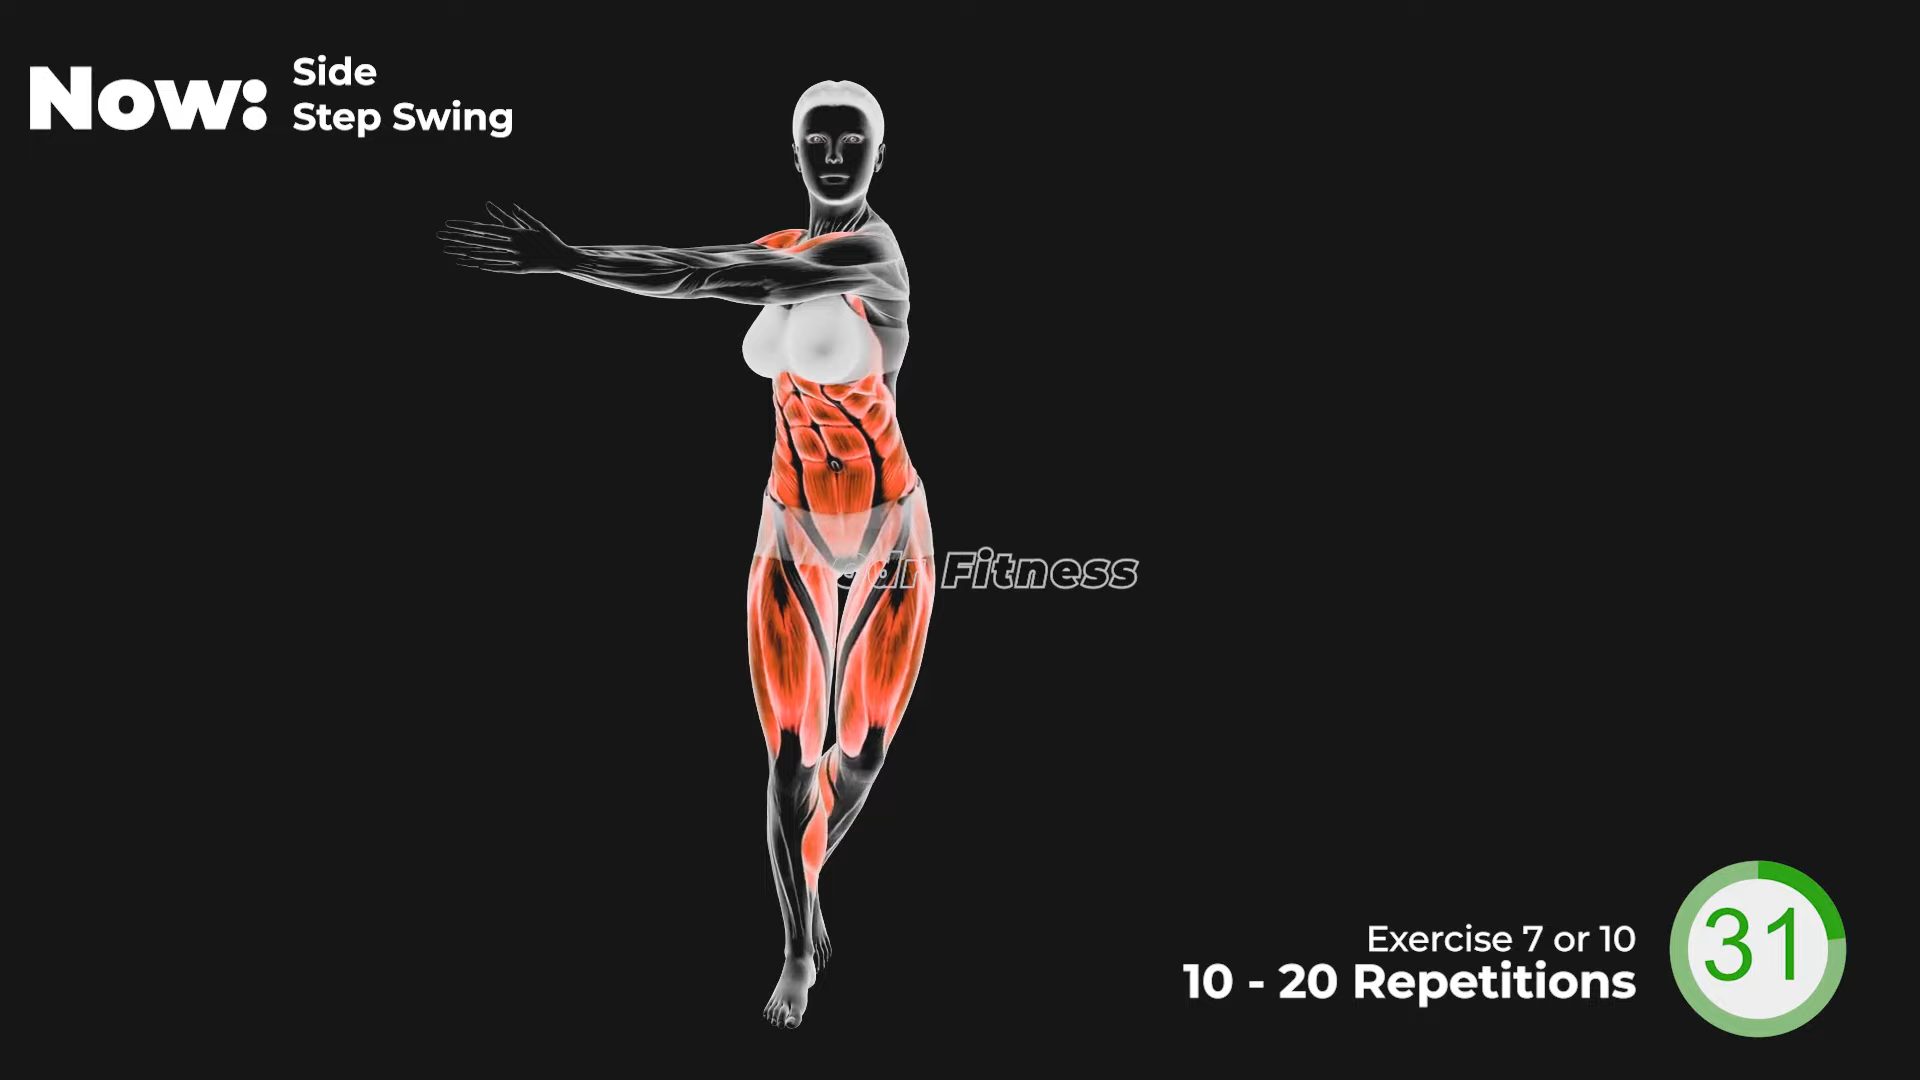 Now:
Side
Step Swing
Fitness
Exercise 7 or 10
10 - 20 Repetitions
31